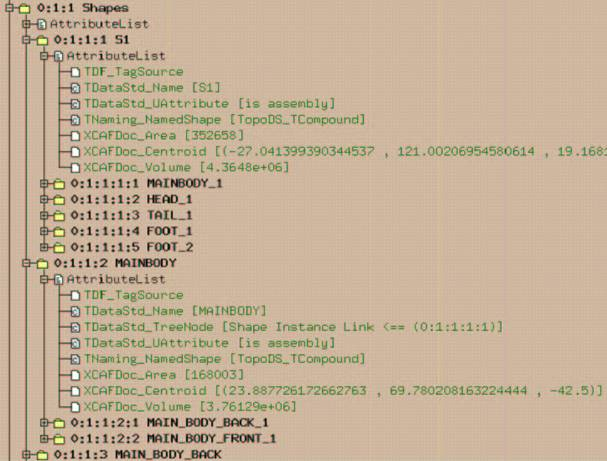 0:1:1 Shapes
AttributeList
0:1:1:1 S1
AttributeList
TDF_TagSource
TDataStd_Name [S1]
TDataStd_UAttribute [is assembly]
TNaming_NamedShape [TopoDS_TCompound]
XCAFDoc_Area [352658]
XCAFDoc_Centroid [(-27.041399390344537 , 121.00206954580614 , 19.1681
XCAFDoc_Volume [4.3648e+06]
0:1:1:1:1 MAINBODY_1
0:1:1:1:2 HEAD_1
0:1:1:1:3 TAIL_1
0:1:1:1:4 FOOT_1
0:1:1:1:5 FOOT_2
0:1:1:2 MAINBODY
AttributeList
TDF_TagSource
TDataStd_Name [MAINBODY]
TDataStd_TreeNode [Shape Instance Link <== (0:1:1:1:1)]
TDataStd_UAttribute [is assembly]
TNaming_NamedShape [TopoDS_TCompound]
XCAFDoc_Area [168003]
XCAFDoc_Centroid [(23.887726172662763 , 69.780208163224444 , -42.5)]
XCAFDoc_Volume [3.76129e+06]
0:1:1:2:1 MAIN_BODY_BACK_1
0:1:1:2:2 MAIN_BODY_FRONT_1
0:1:1:3 MAIN_BODY_BACK